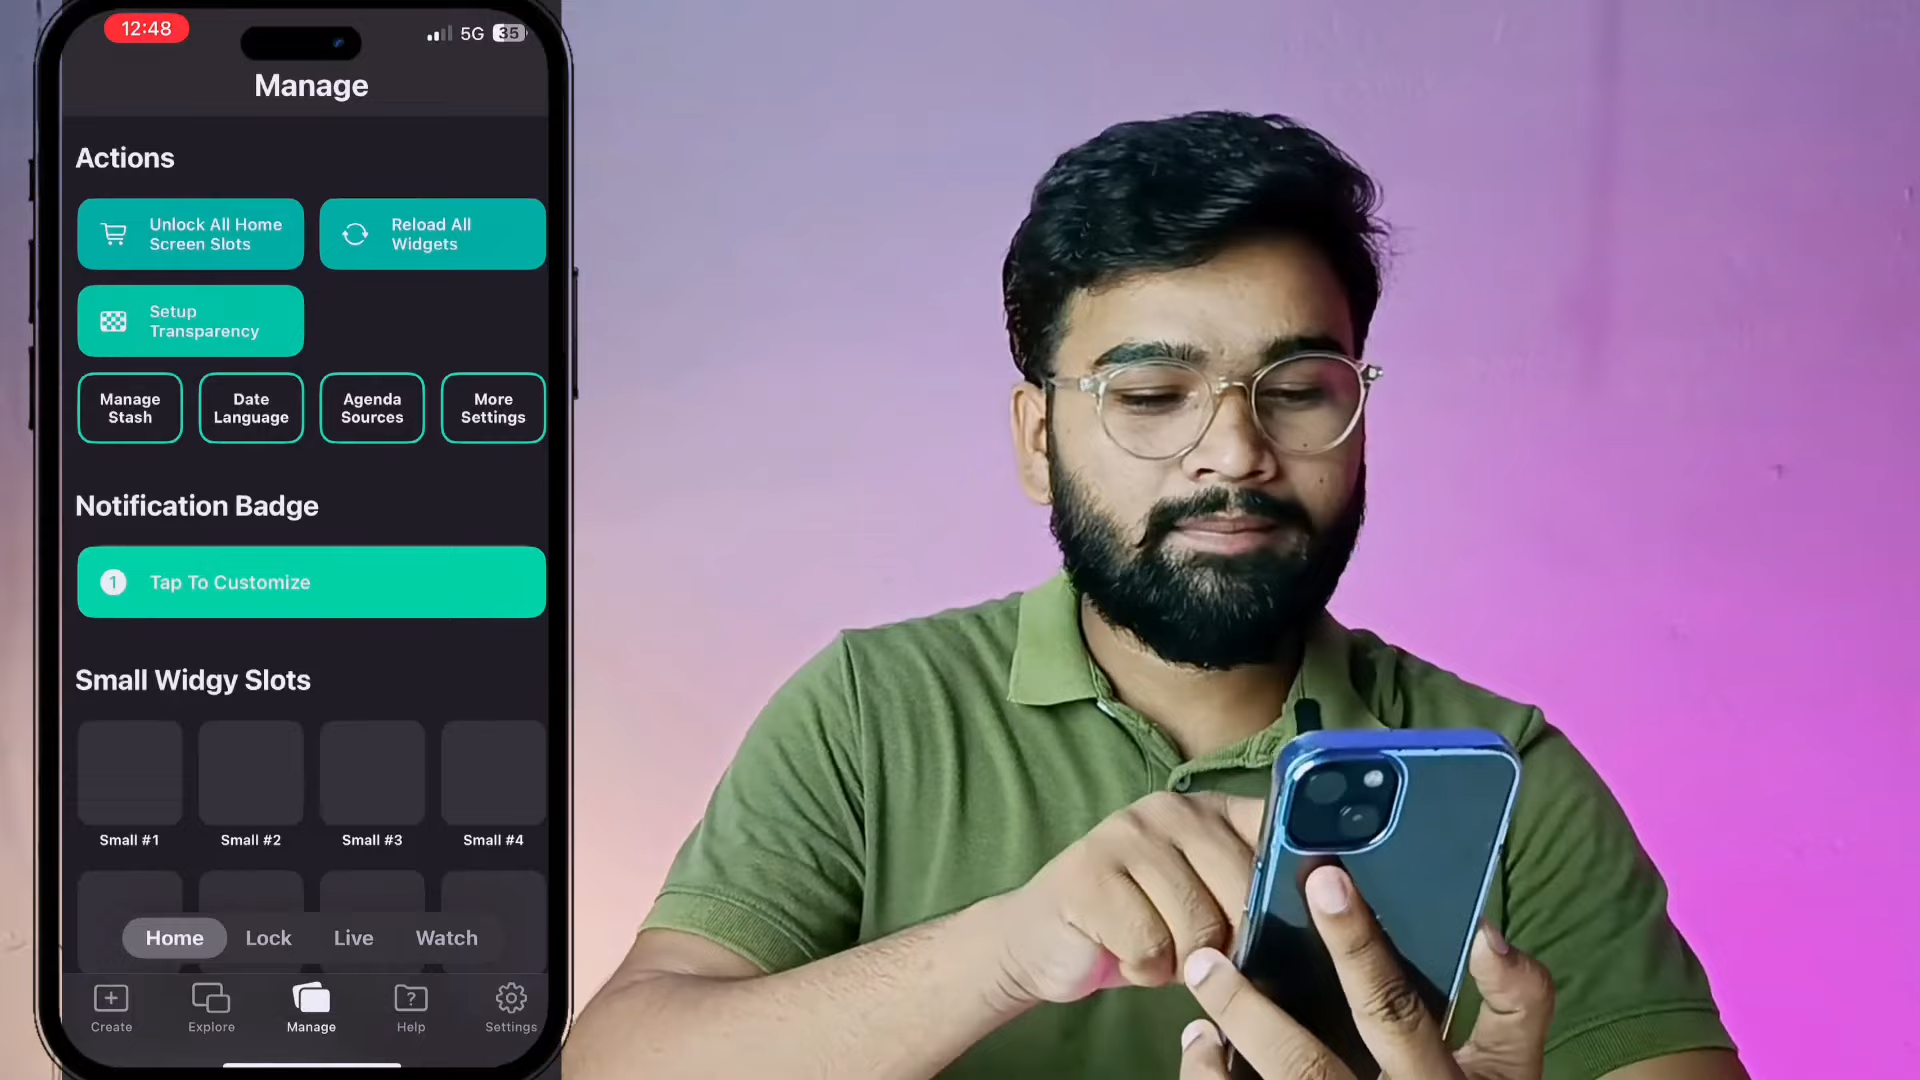 12:48
5G 35
Manage
Actions
Unlock All Home
Screen Slots
Reload All
Widgets
Setup
Transparency
Manage
Stash
Date
Language
Agenda
Sources
More
Settings
Notification Badge
1 Tap To Customize
Small Widgy Slots
Small #1
Small #2
Small #3
Small #4
Home
Lock
Live
Watch
Create
Explore
Manage
Help
Settings